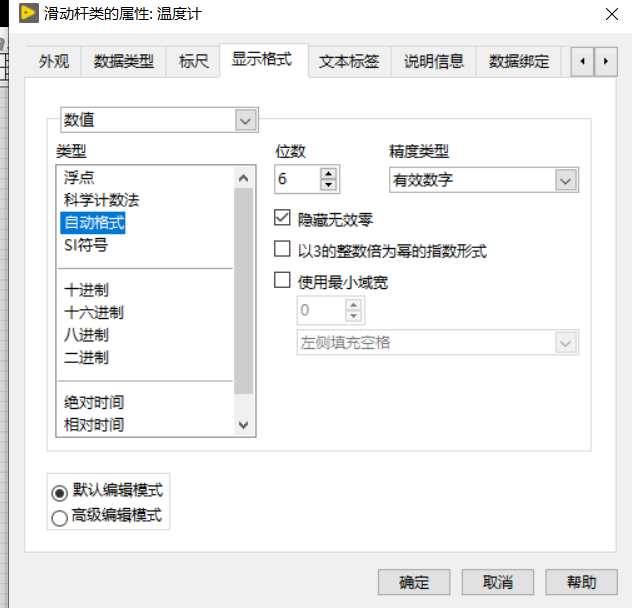 滑动杆类的属性: 温度计
外观 数据类型 标尺 显示格式 文本标签 说明信息 数据绑定
数值
类型 位数 精度类型
浮点 6 有效数字
科学计数法
自动格式 隐藏无效零
SI符号 以3的整数倍为幂的指数形式
十进制 使用最小域宽
十六进制 0
八进制 左侧填充空格
二进制
绝对时间
相对时间
默认编辑模式
高级编辑模式
确定 取消 帮助